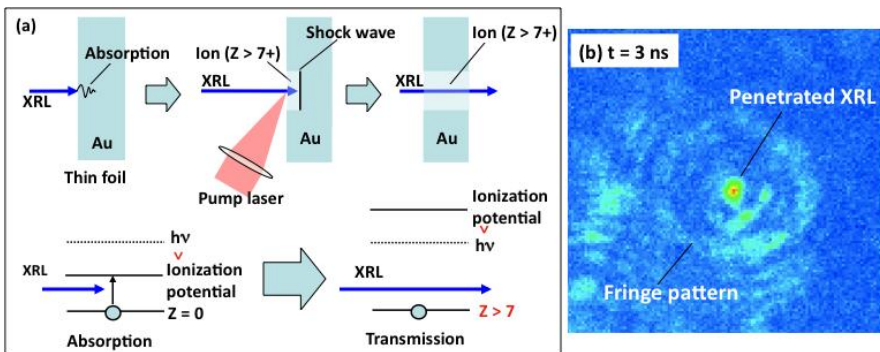 (a)
Absorption
XRL
Au
Thin foil
Ion (Z > 7+)
Shock wave
XRL
Au
Pump laser
Ion (Z > 7+)
XRL
Au
hν
>
XRL
Ionization
potential
Z = 0
Absorption
Ionization
potential
>
hν
XRL
Z > 7
Transmission
(b) t = 3 ns
Penetrated XRL
Fringe pattern